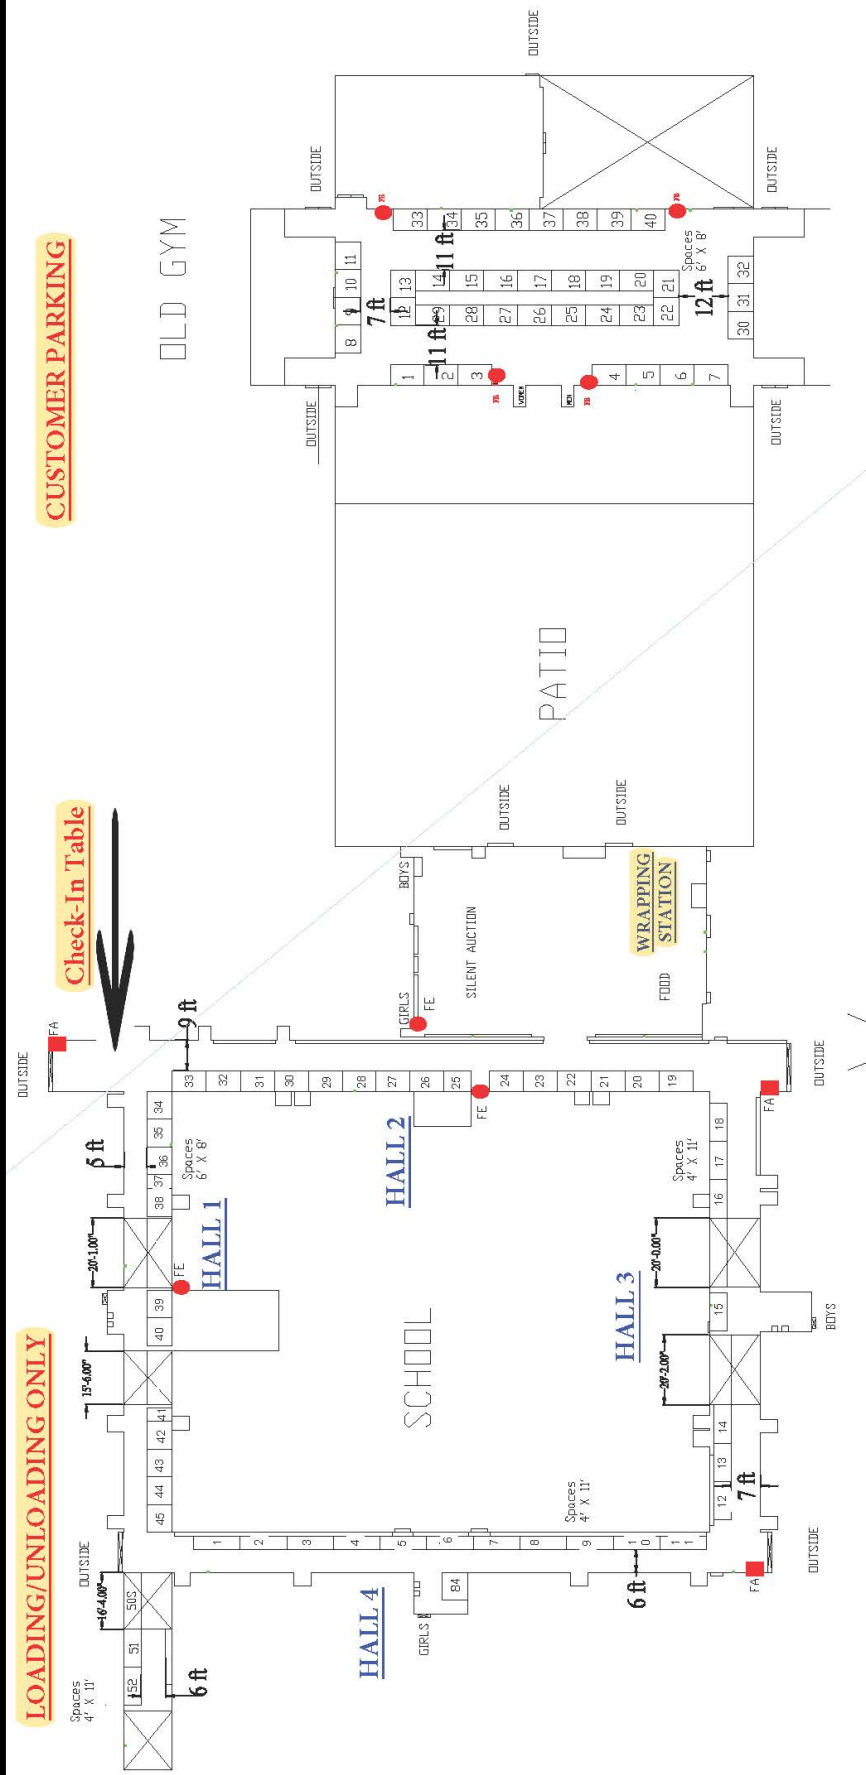 CUSTOMER PARKING
OLD GYM
OUTSIDE
OUTSIDE
OUTSIDE
OUTSIDE
OUTSIDE
8
9
10
11
7 ft
12
13
14
15
16
17
18
19
20
21
29
28
27
26
25
24
23
22
33
34
35
36
37
38
39
40
11 ft
11 ft
Spaces
6' X 8'
12 ft
30
31
32
1
2
3
4
5
6
7
WOMEN
MEN
PATIO
Check-In Table
OUTSIDE
OUTSIDE
BOYS
GIRLS
FE
SILENT AUCTION
FOOD
WRAPPING
STATION
FA
OUTSIDE
9 ft
5 ft
33
32
31
30
29
28
27
26
25
24
23
22
21
20
19
FE
HALL 2
34
35
36
37
38
Spaces
6' X 8'
HALL 1
20'-1.00"
FE
39
40
15'-6.00"
41
42
43
44
45
SCHOOL
OUTSIDE
FA
Spaces
4' X 11'
18
17
16
20'-0.00"
HALL 3
15
BOYS
20'-2.00"
14
13
12
7 ft
Spaces
4' X 11'
1
2
3
4
5
6
7
8
9
10
11
6 ft
FA
OUTSIDE
HALL 4
84
GIRLS
LOADING/UNLOADING ONLY
OUTSIDE
16'-4.00"
50S
51
52
6 ft
Spaces
4' X 11'